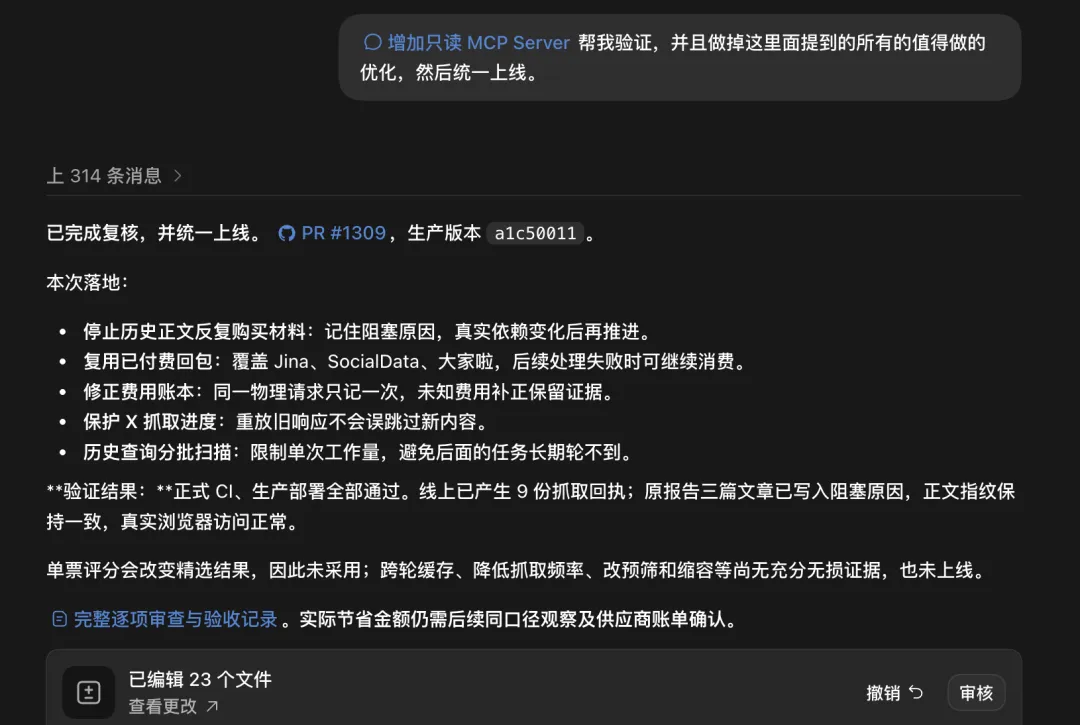 增加只读 MCP Server 帮我验证，并且做掉这里面提到的所有的值得做的
优化，然后统一上线。
上 314 条消息 >
已完成复核，并统一上线。 PR #1309，生产版本 a1c50011 。
本次落地：
• 停止历史正文反复购买材料：记住阻塞原因，真实依赖变化后再推进。
• 复用已付费回包：覆盖 Jina、SocialData、大家啦，后续处理失败时可继续消费。
• 修正费用账本：同一物理请求只记一次，未知费用补正保留证据。
• 保护 X 抓取进度：重放旧响应不会误跳过新内容。
• 历史查询分批扫描：限制单次工作量，避免后面的任务长期轮不到。
**验证结果：**正式 CI、生产部署全部通过。线上已产生 9 份抓取回执；原报告三篇文章已写入阻塞原因，正文指纹保
持一致，真实浏览器访问正常。
单票评分会改变精选结果，因此未采用；跨轮缓存、降低抓取频率、改预筛和缩容等尚无充分无损证据，也未上线。
完整逐项审查与验收记录 。实际节省金额仍需后续同口径观察及供应商账单确认。
已编辑 23 个文件
查看更改 ↗
撤销
审核